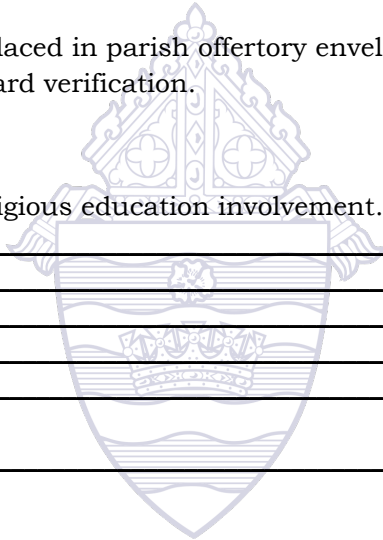 laced in parish offertory envel
ard verification.
igious education involvement.